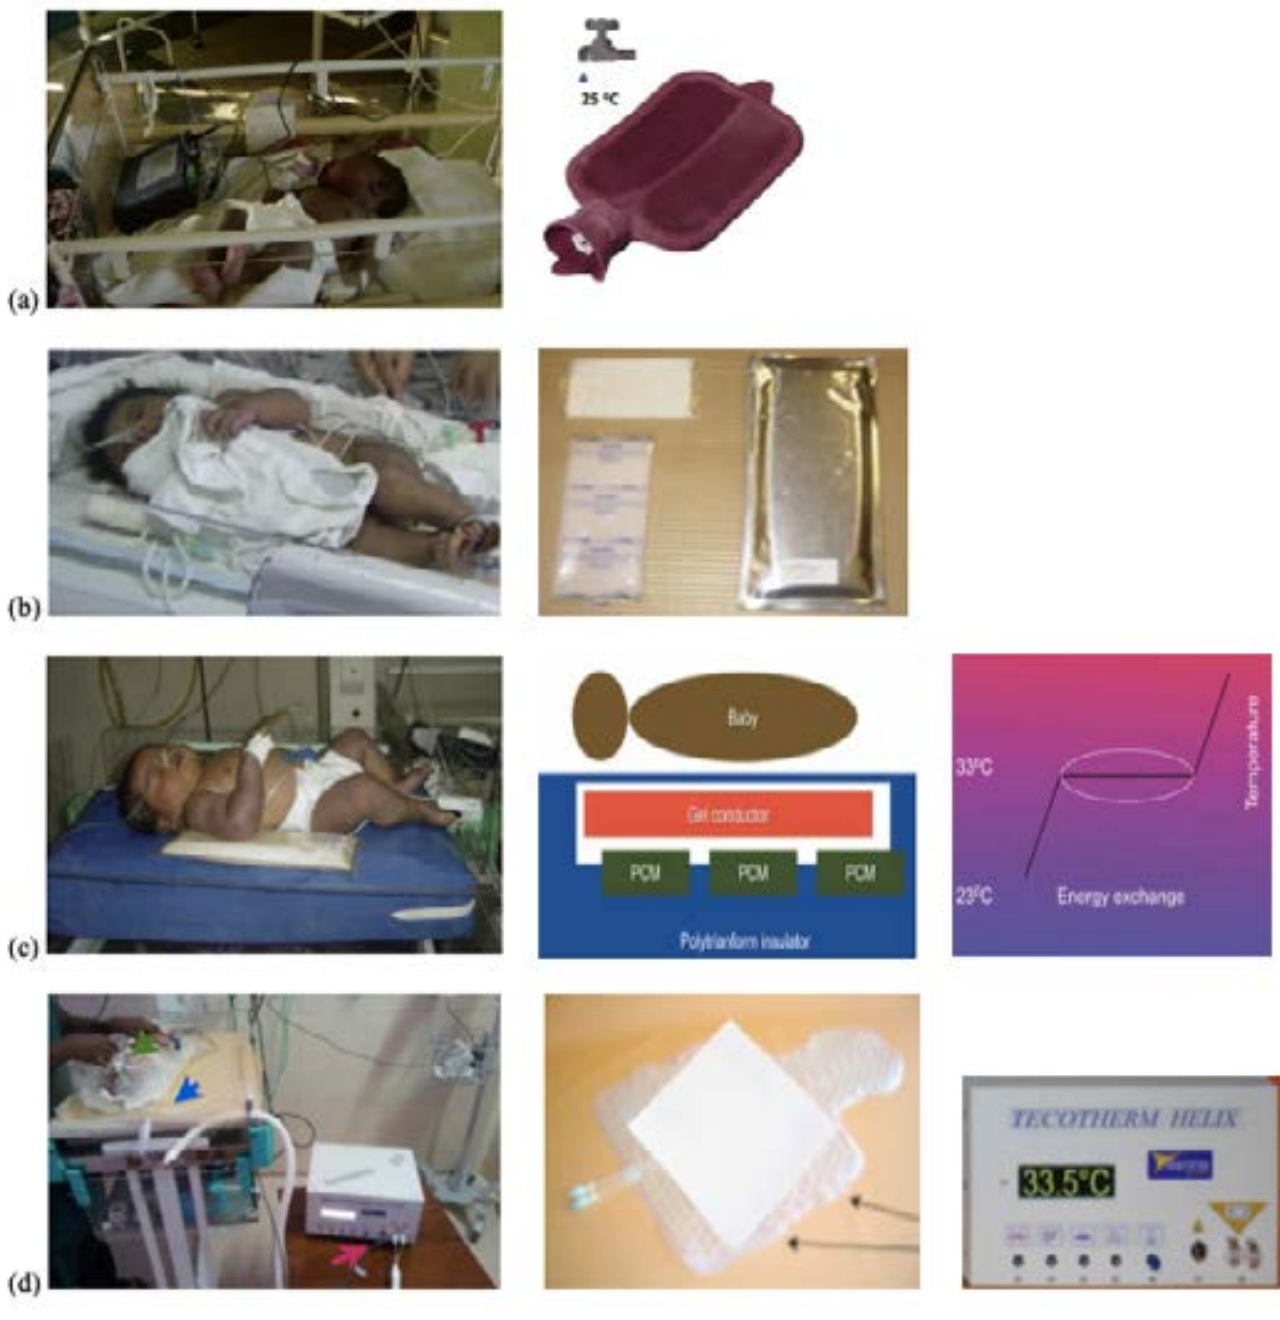 25 ºC
(a)
(b)
Baby
Gel conductor
PCM PCM PCM
Polytrianform insulator
33ºC
23ºC
Temperature
Energy exchange
(c)
TECOTHERM HELIX
33.5°C
(d)